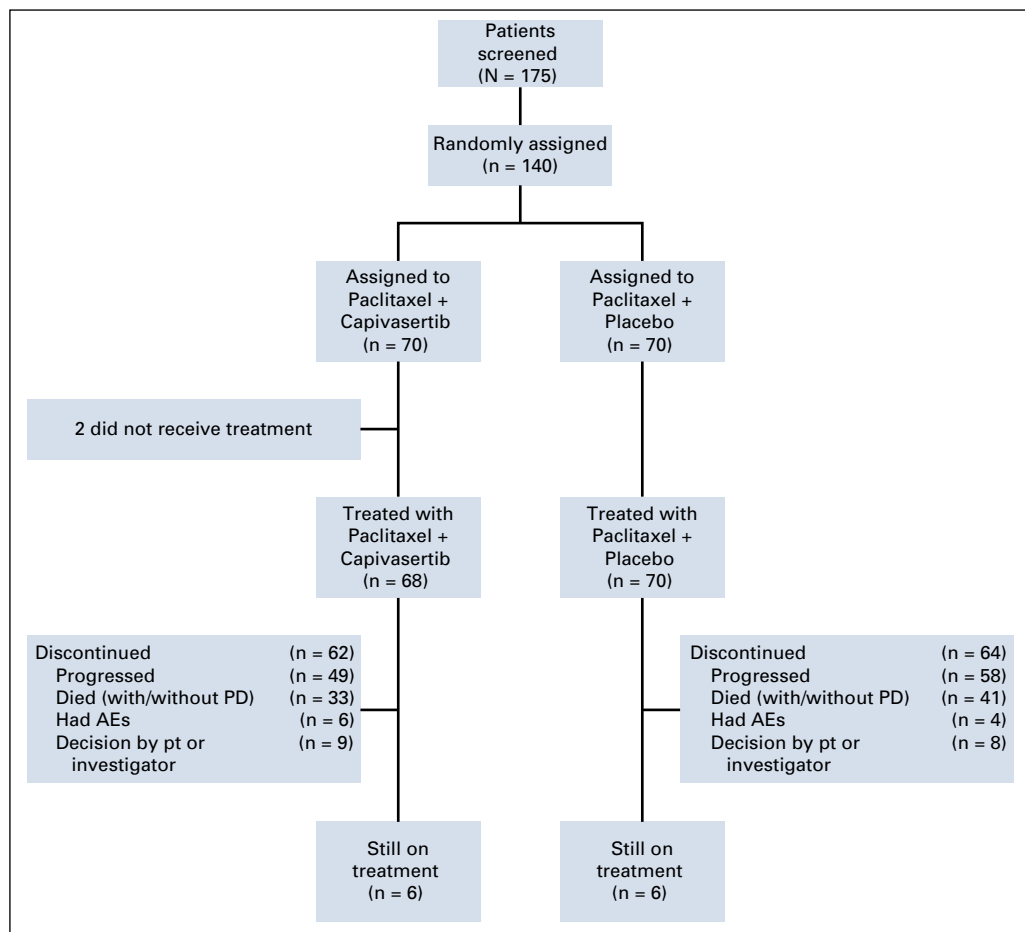 Patients
screened
(N = 175)
Randomly assigned
(n = 140)
Assigned to
Paclitaxel +
Capivasertib
(n = 70)
Assigned to
Paclitaxel +
Placebo
(n = 70)
2 did not receive treatment
Treated with
Paclitaxel +
Capivasertib
(n = 68)
Treated with
Paclitaxel +
Placebo
(n = 70)
Discontinued (n = 62)
Progressed (n = 49)
Died (with/without PD) (n = 33)
Had AEs (n = 6)
Decision by pt or (n = 9)
investigator
Discontinued (n = 64)
Progressed (n = 58)
Died (with/without PD) (n = 41)
Had AEs (n = 4)
Decision by pt or (n = 8)
investigator
Still on
treatment
(n = 6)
Still on
treatment
(n = 6)